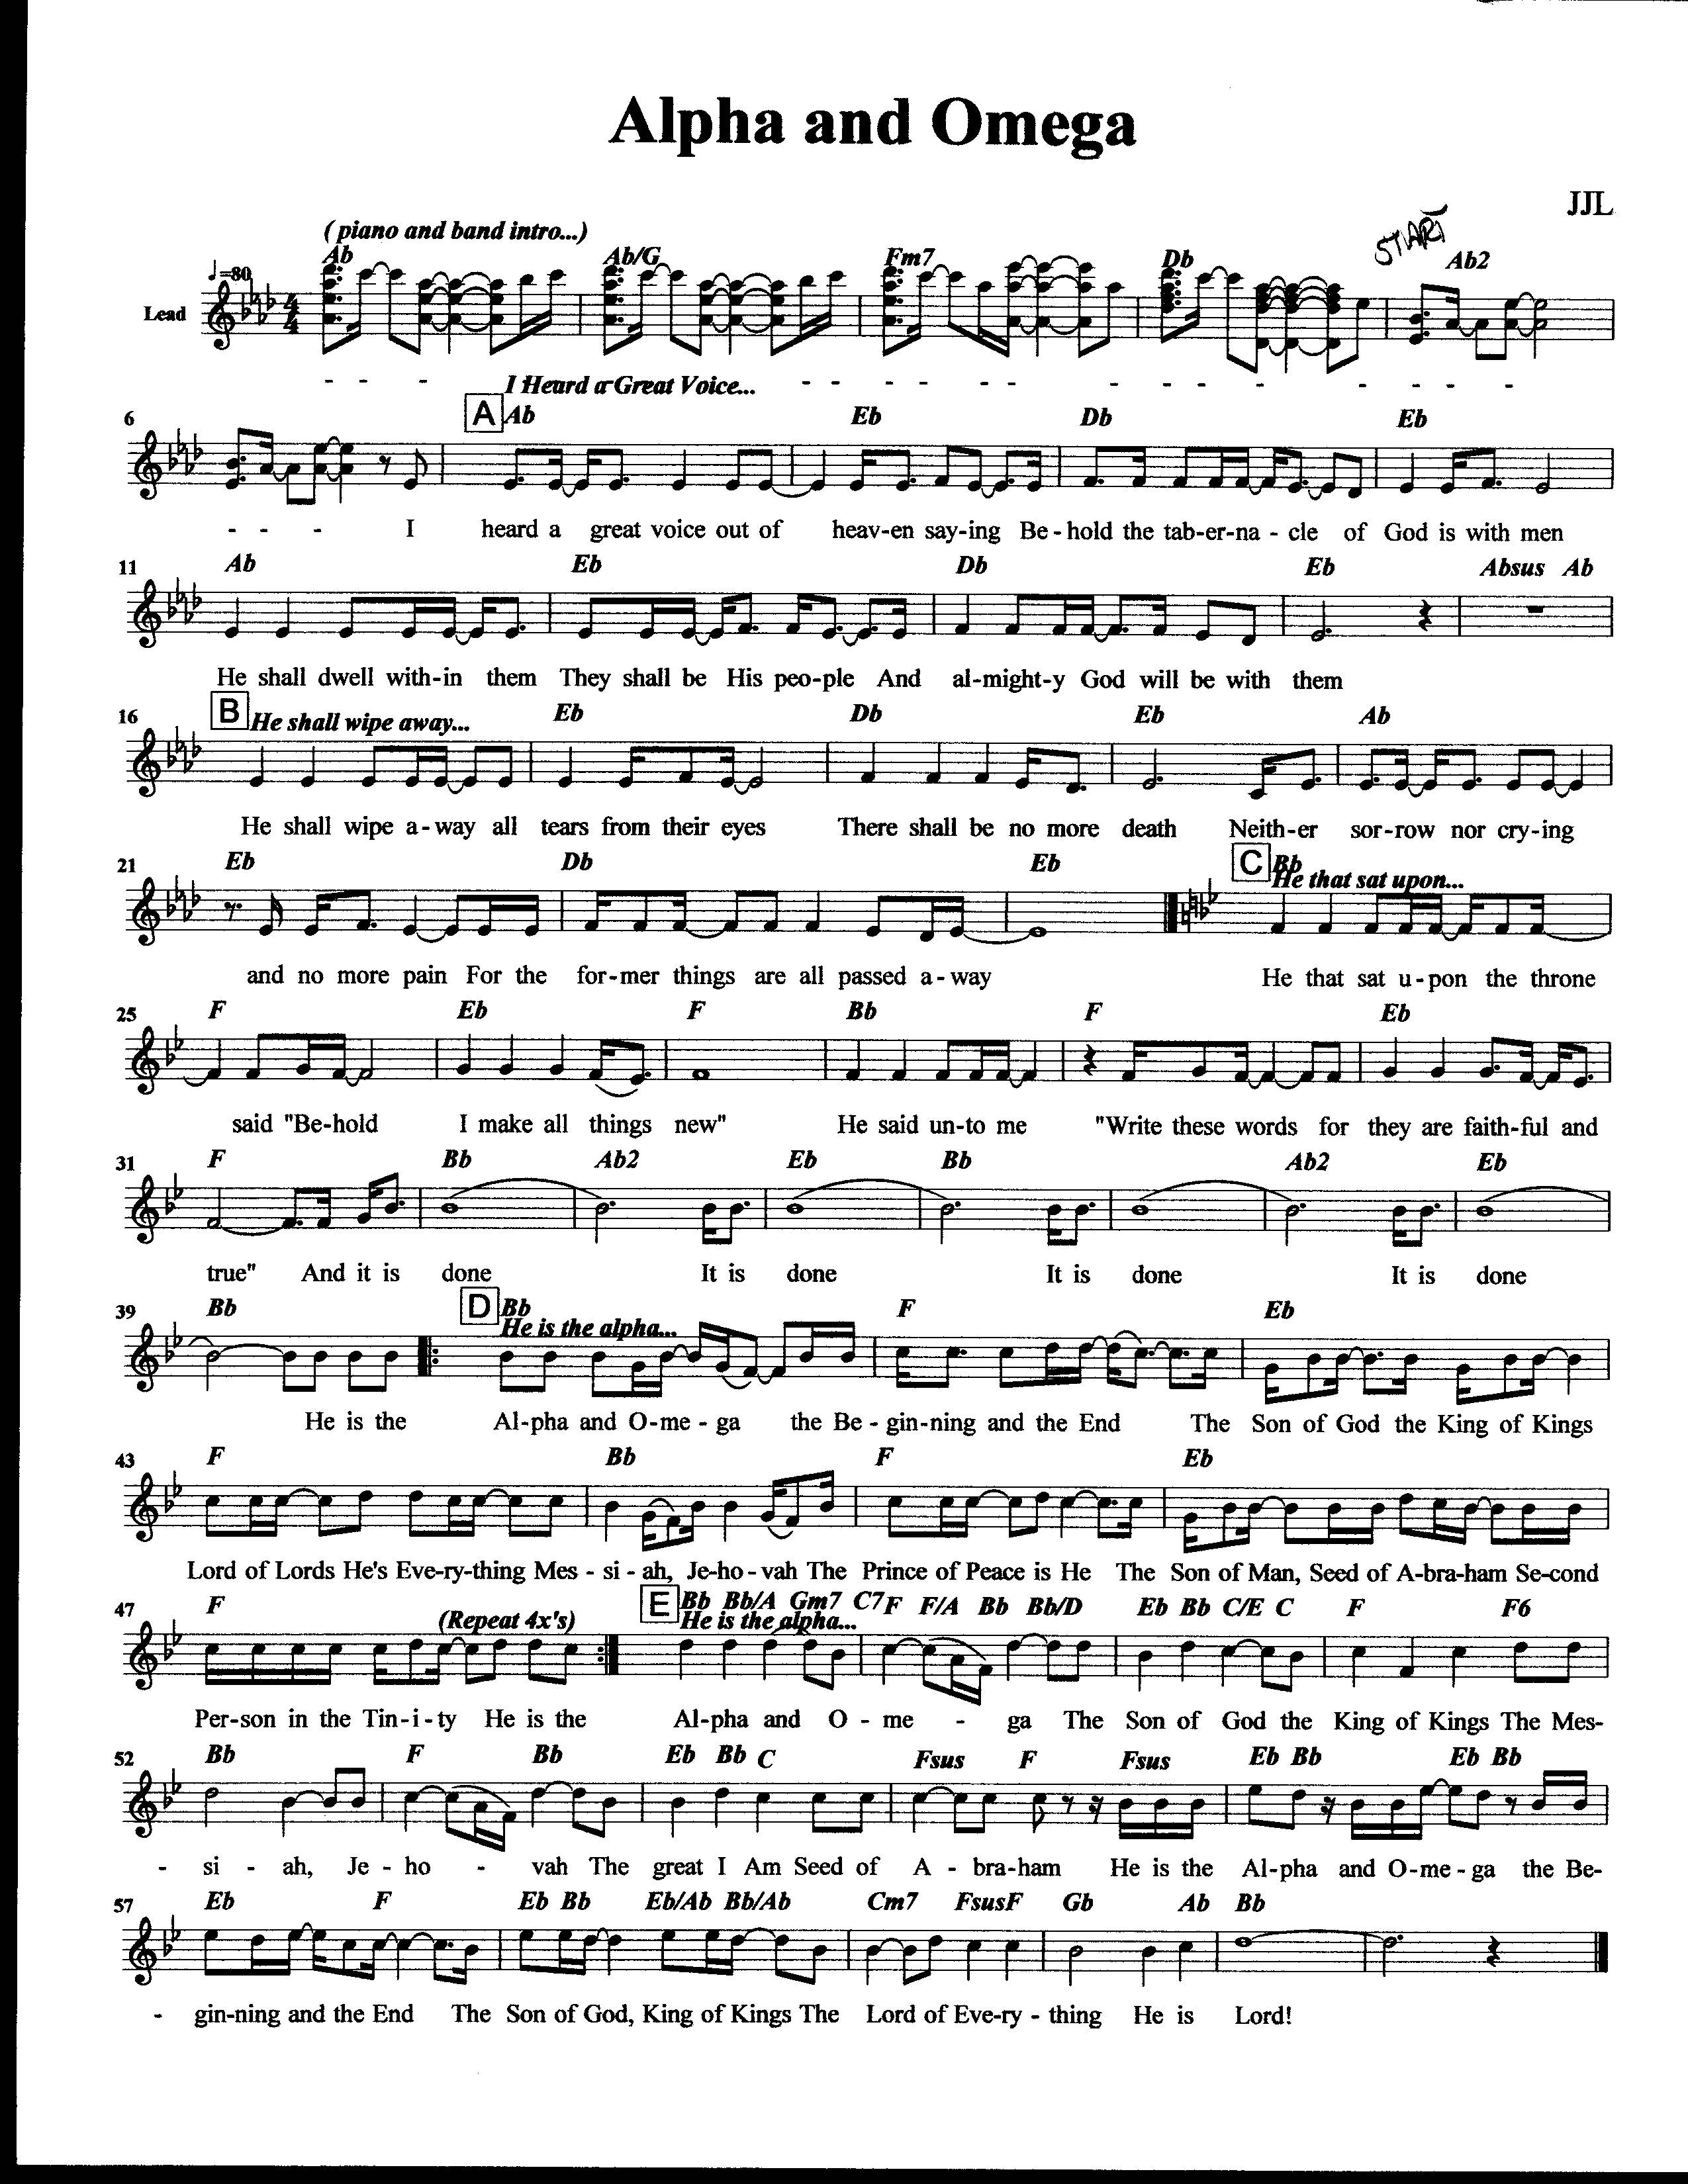 Alpha and Omega
JJL
( piano and band intro...)
START
Ab Ab/G Fm7 Db Ab2
♩=80
Lead
4
4
- - - - - - - - - - - - - -
I Heard a Great Voice...
6 A Ab Eb Db Eb
- - - I heard a great voice out of heav-en say-ing Be-hold the tab-er-na - cle of God is with men
11 Ab Eb Db Eb Absus Ab
He shall dwell with-in them They shall be His peo-ple And al-might-y God will be with them
16 B He shall wipe away... Eb Db Eb Ab
He shall wipe a-way all tears from their eyes There shall be no more death Neith-er sor-row nor cry-ing
21 Eb Db Eb C Bb
He that sat upon...
and no more pain For the for-mer things are all passed a-way He that sat u-pon the throne
25 F Eb F Bb F Eb
said "Be-hold I make all things new" He said un-to me "Write these words for they are faith-ful and
31 F Bb Ab2 Eb Bb Ab2 Eb
true" And it is done It is done It is done It is done
39 Bb D Bb F Eb
He is the alpha...
He is the Al-pha and O-me - ga the Be - gin-ning and the End The Son of God the King of Kings
43 F Bb F Eb
Lord of Lords He's Eve-ry-thing Mes - si - ah, Je-ho - vah The Prince of Peace is He The Son of Man, Seed of A-bra-ham Se-cond
47 F (Repeat 4x's) E Bb Bb/A Gm7 C7 F F/A Bb Bb/D Eb Bb C/E C F F6
He is the alpha...
Per-son in the Tin-i-ty He is the Al-pha and O - me - ga The Son of God the King of Kings The Mes-
52 Bb F Bb Eb Bb C Fsus F Fsus Eb Bb Eb Bb
- si - ah, Je - ho - vah The great I Am Seed of A - bra-ham He is the Al-pha and O-me - ga the Be-
57 Eb F Eb Bb Eb/Ab Bb/Ab Cm7 FsusF Gb Ab Bb
- gin-ning and the End The Son of God, King of Kings The Lord of Eve-ry - thing He is Lord!